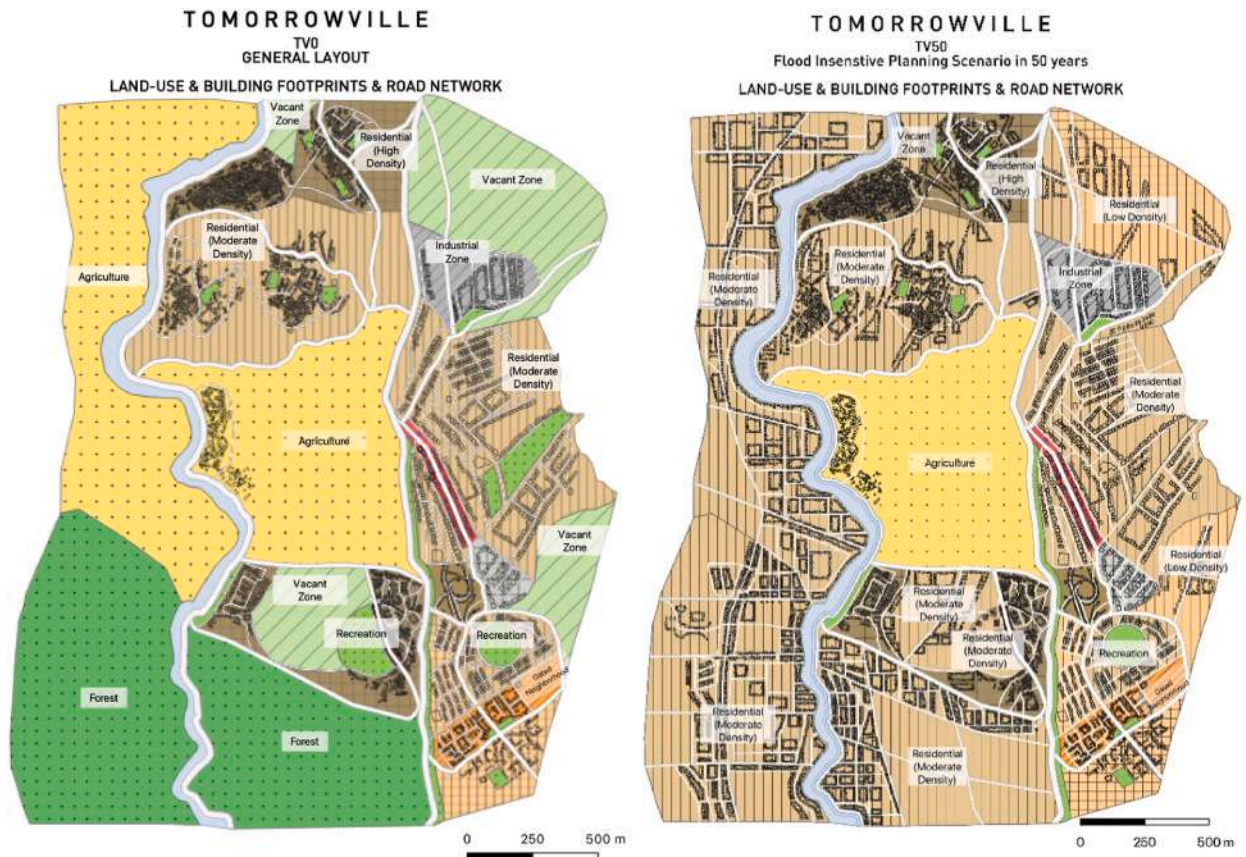 TOMORROWVILLE
TV0
GENERAL LAYOUT
LAND-USE & BUILDING FOOTPRINTS & ROAD NETWORK
Vacant
Zone
Residential
(High
Density)
Vacant Zone
Residential
(Moderate
Density)
Industrial
Zone
Agriculture
Residential
(Moderate
Density)
Agriculture
Vacant
Zone
Vacant
Zone
Recreation
Recreation
Gated
Neighborhood
Forest
Forest
0 250 500 m
TOMORROWVILLE
TV50
Flood Insenstive Planning Scenario in 50 years
LAND-USE & BUILDING FOOTPRINTS & ROAD NETWORK
Vacant
Zone
Residential
(High
Density)
Residential
(Low Density)
Residential
(Moderate
Density)
Residential
(Moderate
Density)
Industrial
Zone
Residential
(Moderate
Density)
Agriculture
Residential
(Low Density)
Residential
(Moderate
Density)
Residential
(Moderate
Density)
Recreation
Gated
Neighborhood
Residential
(Moderate
Density)
Residential
(Moderate
Density)
0 250 500 m